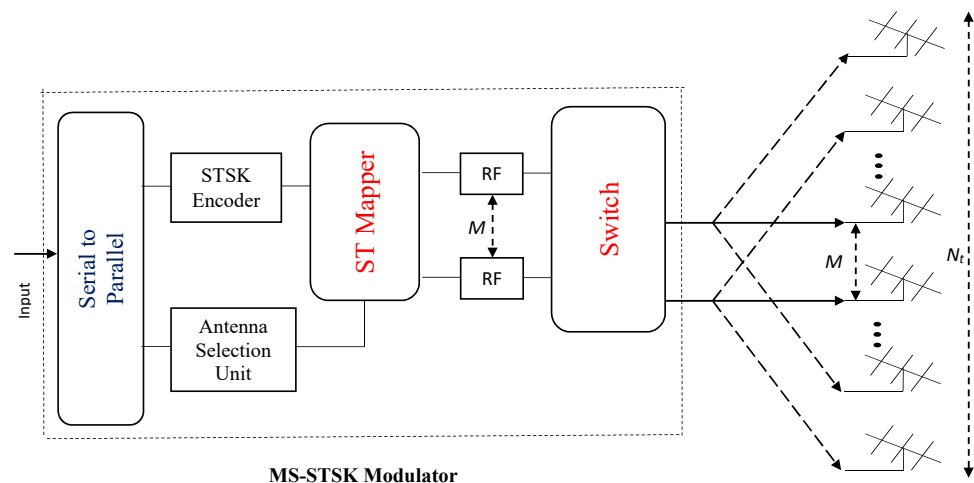 Input
Serial to
Parallel
STSK
Encoder
Antenna
Selection
Unit
ST Mapper
RF
M
RF
Switch
M
N_t
MS-STSK Modulator